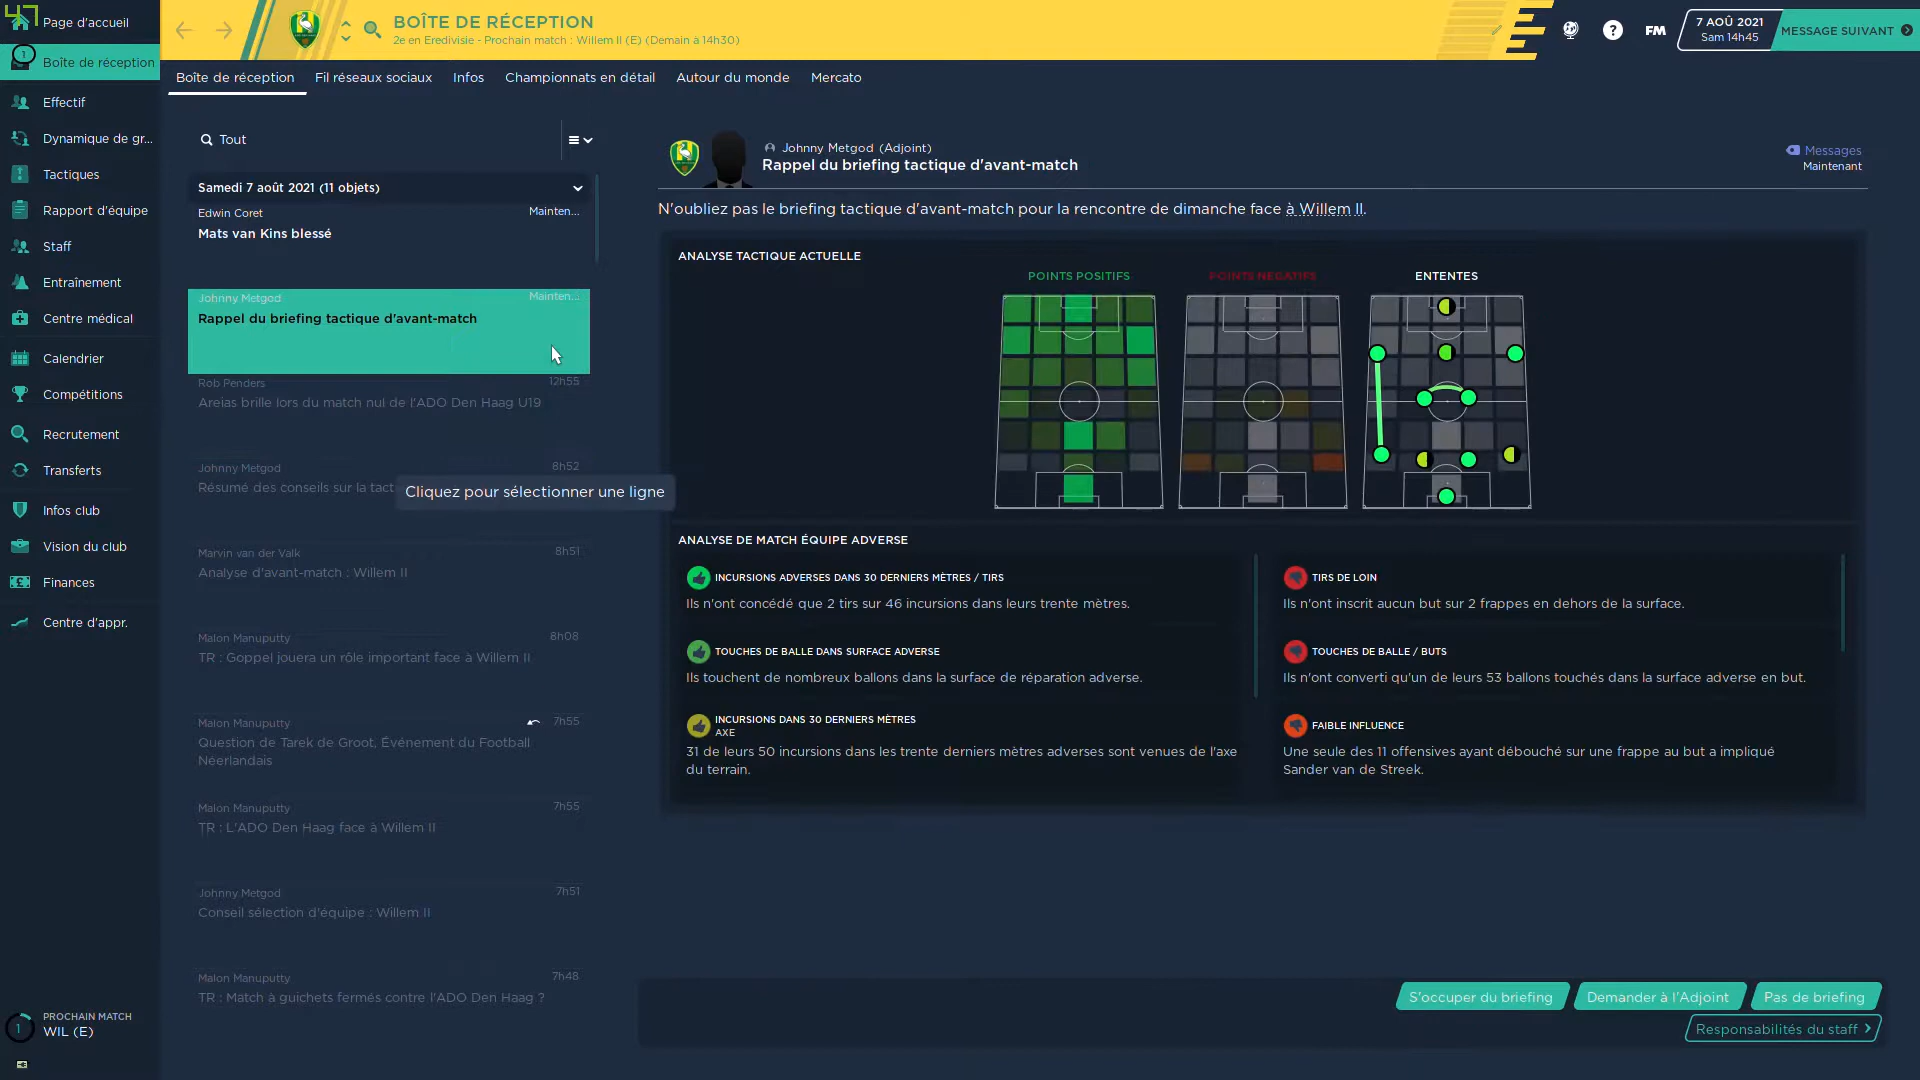 47
Page d'accueil
BOÎTE DE RÉCEPTION
2e en Eredivisie - Prochain match : Willem II (E) (Demain à 14h30)
FM
7 AOÛ 2021
Sam 14h45
MESSAGE SUIVANT
1
Boîte de réception
Boîte de réception
Fil réseaux sociaux
Infos
Championnats en détail
Autour du monde
Mercato
Effectif
Dynamique de gr...
Tactiques
Rapport d'équipe
Staff
Entraînement
Centre médical
Calendrier
Compétitions
Recrutement
Transferts
Infos club
Vision du club
Finances
Centre d'appr.
PROCHAIN MATCH
1
WIL (E)
Tout
Samedi 7 août 2021 (11 objets)
Edwin Coret
Mainten...
Mats van Kins blessé
Johnny Metgod
Mainten...
Rappel du briefing tactique d'avant-match
Rob Penders
12h55
Areias brille lors du match nul de l'ADO Den Haag U19
Johnny Metgod
8h52
Résumé des conseils sur la tact
Cliquez pour sélectionner une ligne
Marvin van der Valk
8h51
Analyse d'avant-match : Willem II
Malon Manuputty
8h08
TR : Goppel jouera un rôle important face à Willem II
Malon Manuputty
7h55
Question de Tarek de Groot, Événement du Football
Néerlandais
Malon Manuputty
7h55
TR : L'ADO Den Haag face à Willem II
Johnny Metgod
7h51
Conseil sélection d'équipe : Willem II
Malon Manuputty
7h48
TR : Match à guichets fermés contre l'ADO Den Haag ?
Johnny Metgod (Adjoint)
Rappel du briefing tactique d'avant-match
Messages
Maintenant
N'oubliez pas le briefing tactique d'avant-match pour la rencontre de dimanche face à Willem II.
ANALYSE TACTIQUE ACTUELLE
POINTS POSITIFS
POINTS NÉGATIFS
ENTENTES
ANALYSE DE MATCH ÉQUIPE ADVERSE
INCURSIONS ADVERSES DANS 30 DERNIERS MÈTRES / TIRS
Ils n'ont concédé que 2 tirs sur 46 incursions dans leurs trente mètres.
TOUCHES DE BALLE DANS SURFACE ADVERSE
Ils touchent de nombreux ballons dans la surface de réparation adverse.
INCURSIONS DANS 30 DERNIERS MÈTRES
AXE
31 de leurs 50 incursions dans les trente derniers mètres adverses sont venues de l'axe
du terrain.
TIRS DE LOIN
Ils n'ont inscrit aucun but sur 2 frappes en dehors de la surface.
TOUCHES DE BALLE / BUTS
Ils n'ont converti qu'un de leurs 53 ballons touchés dans la surface adverse en but.
FAIBLE INFLUENCE
Une seule des 11 offensives ayant débouché sur une frappe au but a impliqué
Sander van de Streek.
S'occuper du briefing
Demander à l'Adjoint
Pas de briefing
Responsabilités du staff